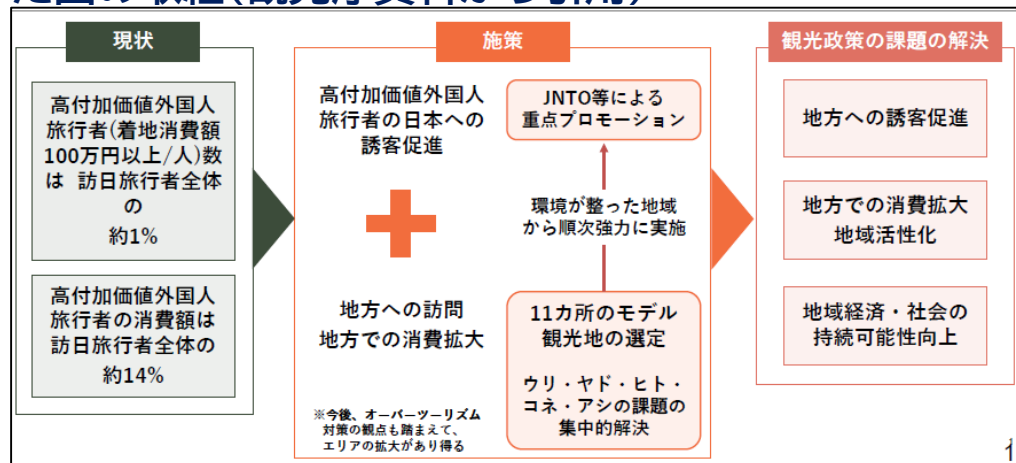 (観光庁資料から引用)
現状
高付加価値外国人
旅行者(着地消費額
100万円以上/人)数
は 訪日旅行者全体
の
約1%
高付加価値外国人
旅行者の消費額は
訪日旅行者全体の
約14%
施策
高付加価値外国人
旅行者の日本への
誘客促進
JNTO等による
重点プロモーション
環境が整った地域
から順次強力に実施
地方への訪問
地方での消費拡大
11カ所のモデル
観光地の選定
ウリ・ヤド・ヒト・
コネ・アシの課題の
集中的解決
※今後、オーバーツーリズム
対策の観点も踏まえて、
エリアの拡大があり得る
観光政策の課題の解決
地方への誘客促進
地方での消費拡大
地域活性化
地域経済・社会の
持続可能性向上
1